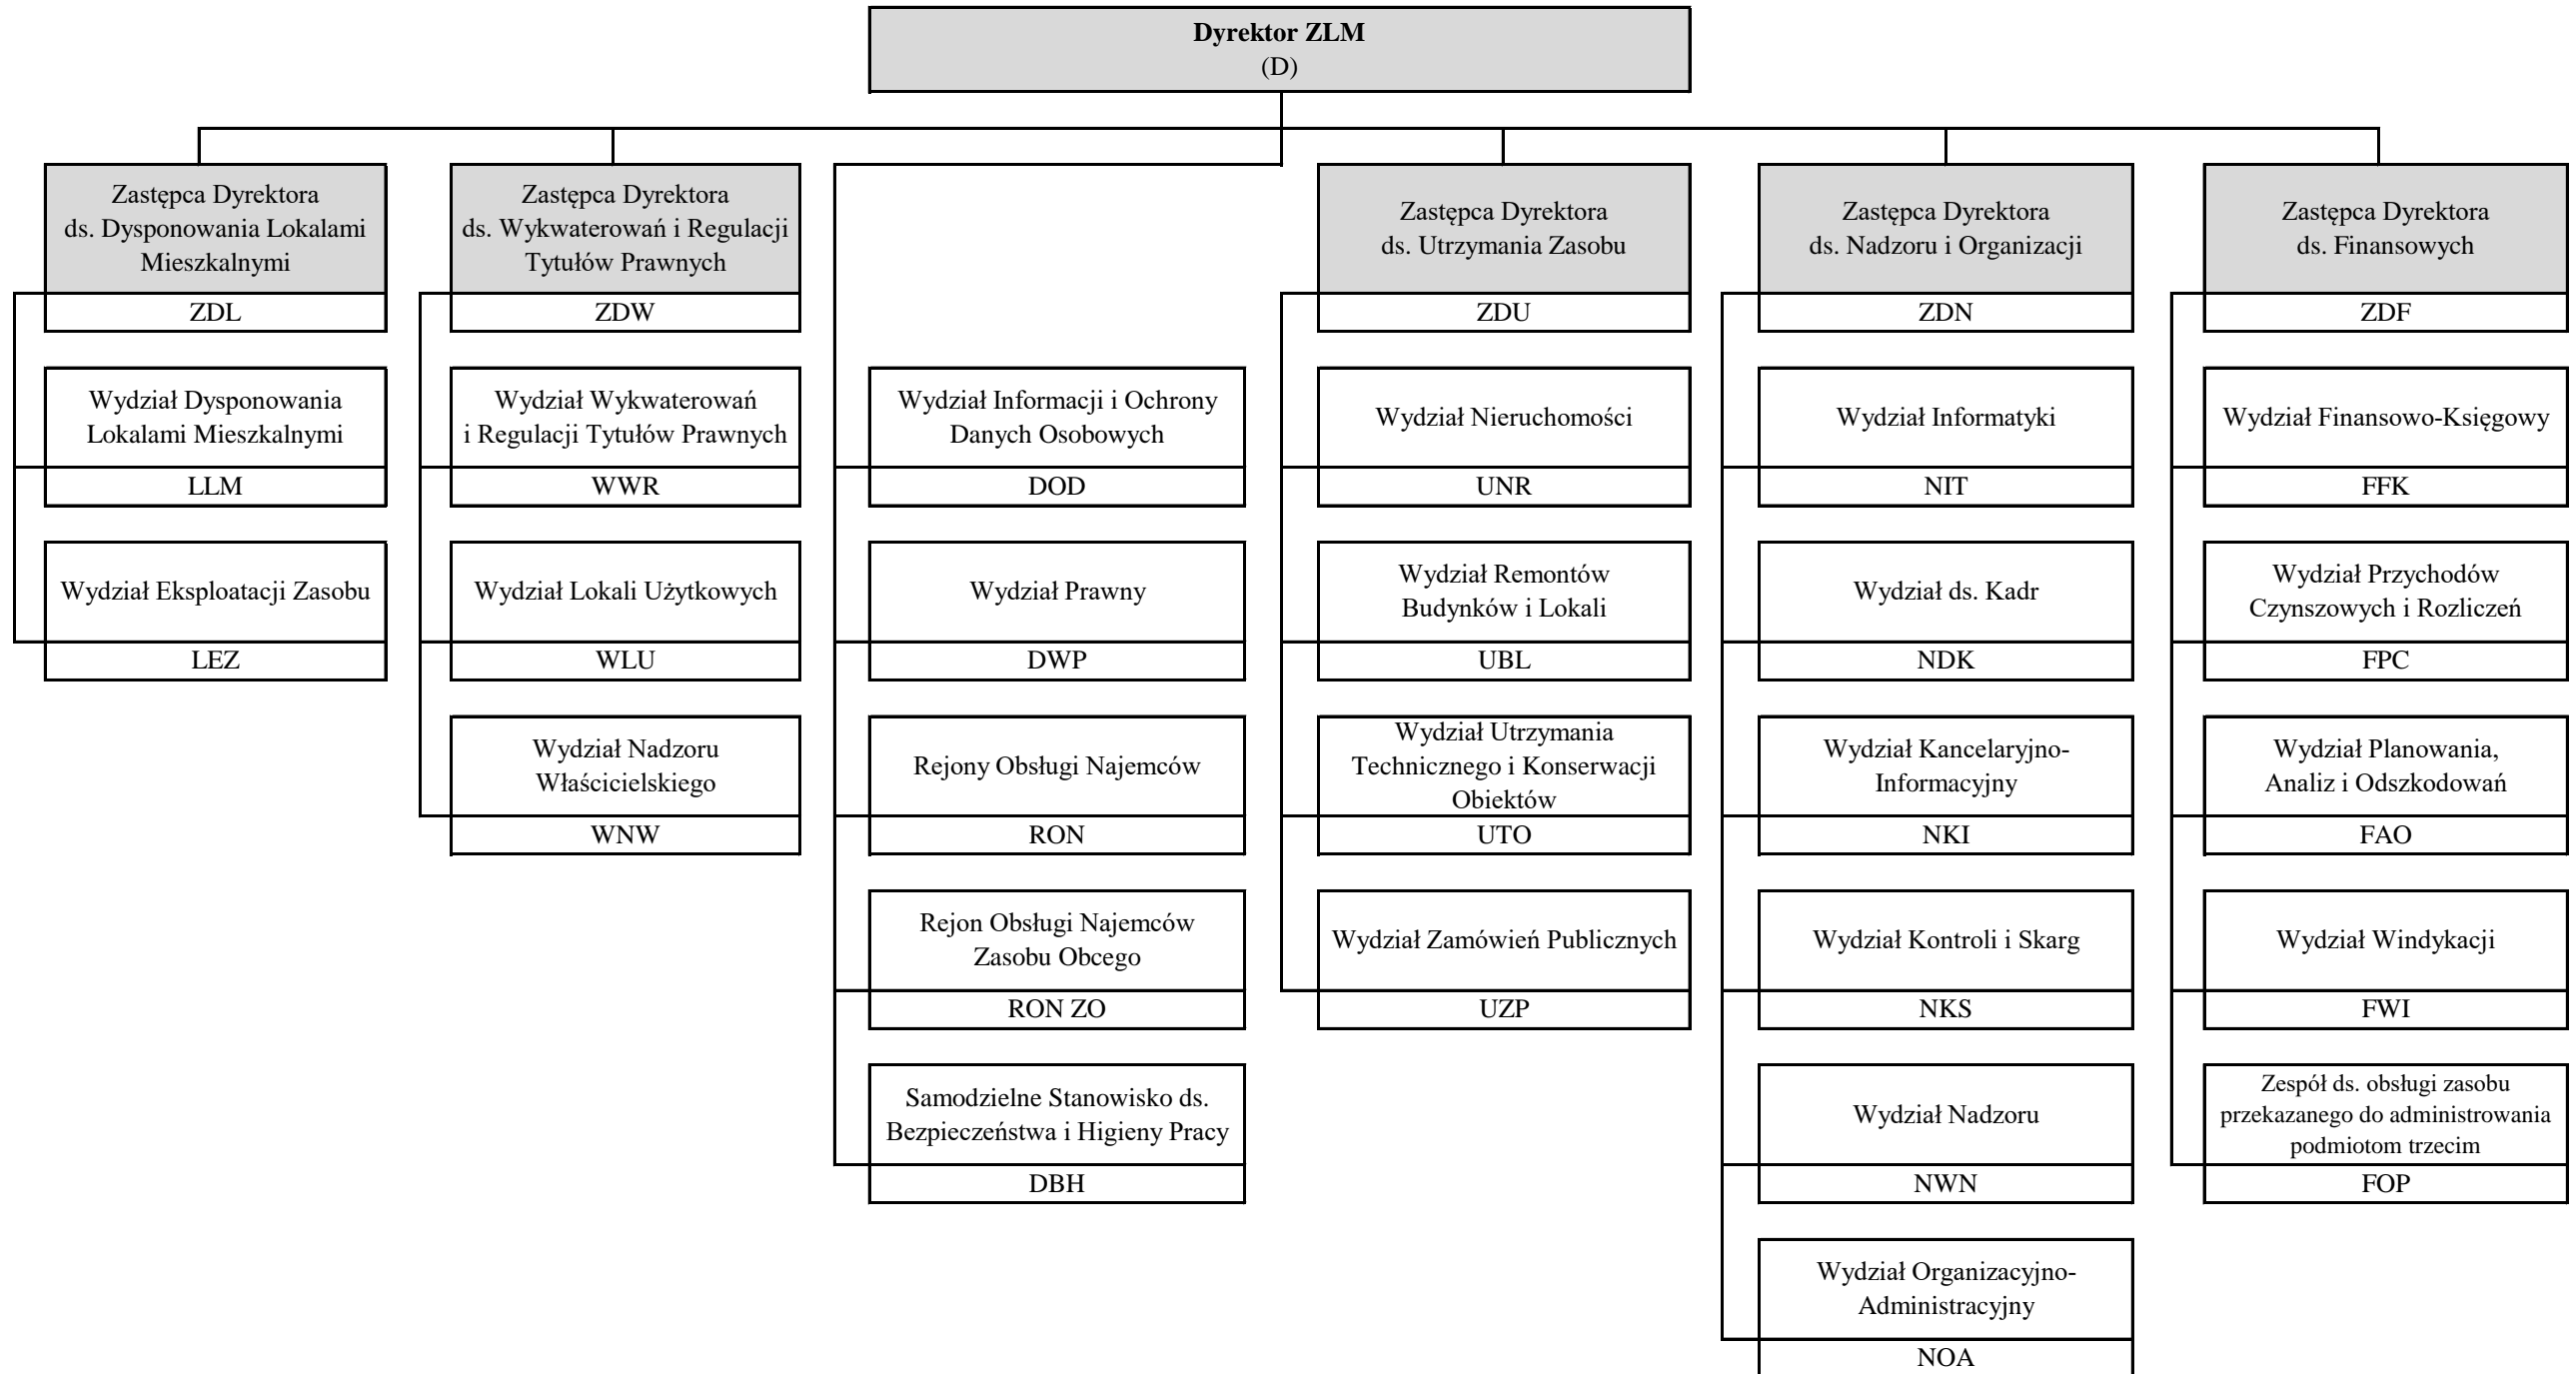 Dyrektor ZLM
(D)
Zastępca Dyrektora
ds. Dysponowania Lokalami
Mieszkalnymi
ZDL
Wydział Dysponowania
Lokalami Mieszkalnymi
LLM
Wydział Eksploatacji Zasobu
LEZ
Zastępca Dyrektora
ds. Wykwaterowań i Regulacji
Tytułów Prawnych
ZDW
Wydział Wykwaterowań
i Regulacji Tytułów Prawnych
WWR
Wydział Lokali Użytkowych
WLU
Wydział Nadzoru
Właścicielskiego
WNW
Wydział Informacji i Ochrony
Danych Osobowych
DOD
Wydział Prawny
DWP
Rejony Obsługi Najemców
RON
Rejon Obsługi Najemców
Zasobu Obcego
RON ZO
Samodzielne Stanowisko ds.
Bezpieczeństwa i Higieny Pracy
DBH
Zastępca Dyrektora
ds. Utrzymania Zasobu
ZDU
Wydział Nieruchomości
UNR
Wydział Remontów
Budynków i Lokali
UBL
Wydział Utrzymania
Technicznego i Konserwacji
Obiektów
UTO
Wydział Zamówień Publicznych
UZP
Zastępca Dyrektora
ds. Nadzoru i Organizacji
ZDN
Wydział Informatyki
NIT
Wydział ds. Kadr
NDK
Wydział Kancelaryjno-
Informacyjny
NKI
Wydział Kontroli i Skarg
NKS
Wydział Nadzoru
NWN
Wydział Organizacyjno-
Administracyjny
NOA
Zastępca Dyrektora
ds. Finansowych
ZDF
Wydział Finansowo-Księgowy
FFK
Wydział Przychodów
Czynszowych i Rozliczeń
FPC
Wydział Planowania,
Analiz i Odszkodowań
FAO
Wydział Windykacji
FWI
Zespół ds. obsługi zasobu
przekazanego do administrowania
podmiotom trzecim
FOP